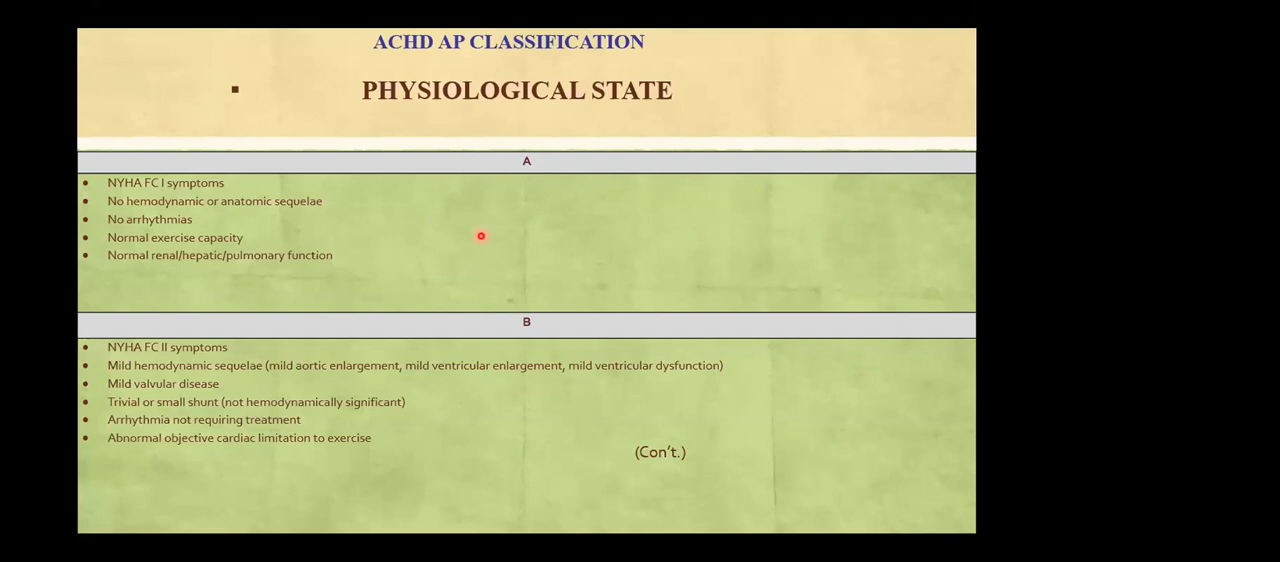 ACHD AP CLASSIFICATION
▪ PHYSIOLOGICAL STATE
A
• NYHA FC I symptoms
• No hemodynamic or anatomic sequelae
• No arrhythmias
• Normal exercise capacity
• Normal renal/hepatic/pulmonary function
B
• NYHA FC II symptoms
• Mild hemodynamic sequelae (mild aortic enlargement, mild ventricular enlargement, mild ventricular dysfunction)
• Mild valvular disease
• Trivial or small shunt (not hemodynamically significant)
• Arrhythmia not requiring treatment
• Abnormal objective cardiac limitation to exercise
(Con't.)